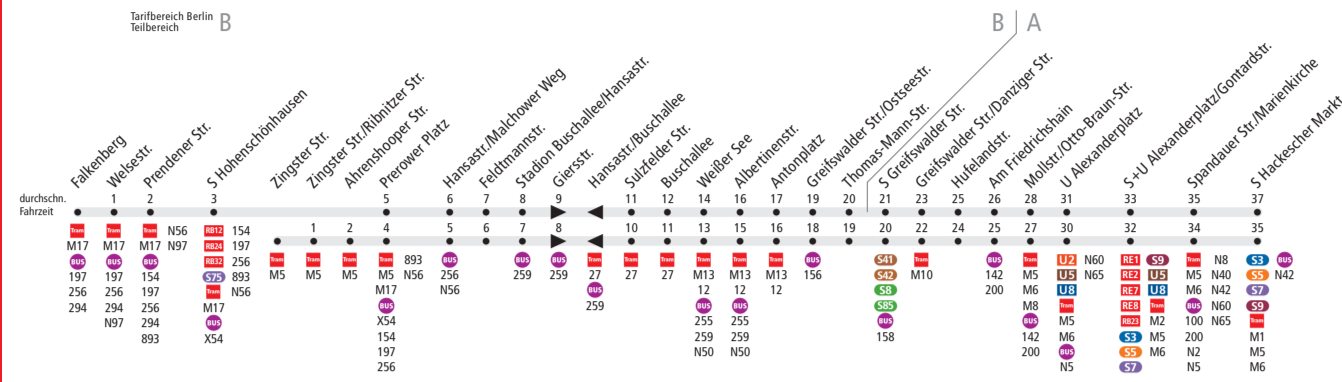 Tarifbereich Berlin B
Teilbereich
B A
Falkenberg
Welsestr.
Prendener Str.
S Hohenschönhausen
Zingster Str.
Zingster Str./Ribnitzer Str.
Ahrenshooper Str.
Prerower Platz
Hansastr./Malchower Weg
Feldtmannstr.
Stadion Buschallee/Hansastr.
Giersstr.
Hansastr./Buschallee
Sulzfelder Str.
Buschallee
Weißer See
Albertinenstr.
Antonplatz
Greifswalder Str./Ostseestr.
Thomas-Mann-Str.
S Greifswalder Str.
Greifswalder Str./Danziger Str.
Hufelandstr.
Am Friedrichshain
Mollstr./Otto-Braun-Str.
U Alexanderplatz
S+U Alexanderplatz/Gontardstr.
Spandauer Str./Marienkirche
S Hackescher Markt
durchschn.
Fahrzeit
1 2 3 5 6 7 8 9 11 12 14 16 17 19 20 21 23 25 26 28 31 33 35 37
1 2 4 5 6 7 8 10 11 13 15 16 18 19 20 22 24 25 27 30 32 34 35
Tram
M17
BUS
197
256
294
Tram
M17
BUS
197
256
294
N97
Tram
M17
BUS
154
197
256
294
893
N56
N97
RB12
RB24
RB32
S75
Tram
M17
BUS
X54
154
197
256
893
N56
Tram
M5
Tram
M5
Tram
M5
Tram
M5
M17
BUS
X54
154
197
256
893
N56
BUS
256
N56
BUS
259
BUS
259
Tram
27
BUS
259
Tram
27
Tram
27
Tram
M13
12
BUS
255
259
N50
Tram
M13
12
BUS
255
259
N50
Tram
M13
12
BUS
156
S41
S42
S8
S85
BUS
158
Tram
M10
BUS
142
200
Tram
M5
M6
M8
BUS
142
200
U2
U5
U8
Tram
M5
M6
BUS
N5
N60
N65
RE1
RE2
RE7
RE8
RB23
S3
S5
S7
S9
U5
U8
Tram
M2
M5
M6
Tram
M5
M6
BUS
100
200
N2
N5
N8
N40
N42
N60
N65
S3
S5
S7
S9
Tram
M1
M5
M6
BUS
N42